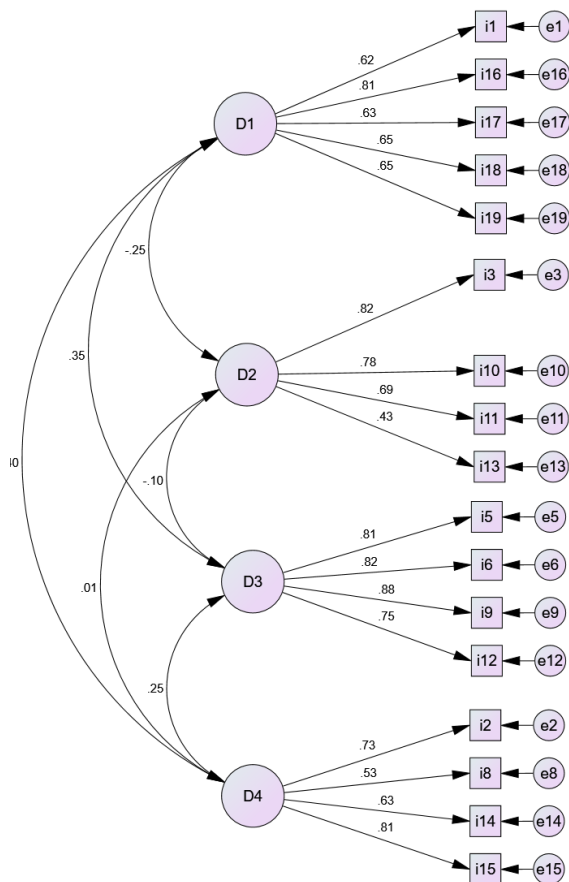 i1
e1
.62
i16
e16
.81
D1
.63
i17
e17
.65
i18
e18
.65
i19
e19
-.25
i3
e3
.82
.35
D2
.78
i10
e10
.69
i11
e11
.43
i13
e13
-.10
i5
e5
.81
.82
i6
e6
.01
D3
.88
i9
e9
.75
i12
e12
.25
i2
e2
.73
.53
i8
e8
D4
.63
i14
e14
.81
i15
e15